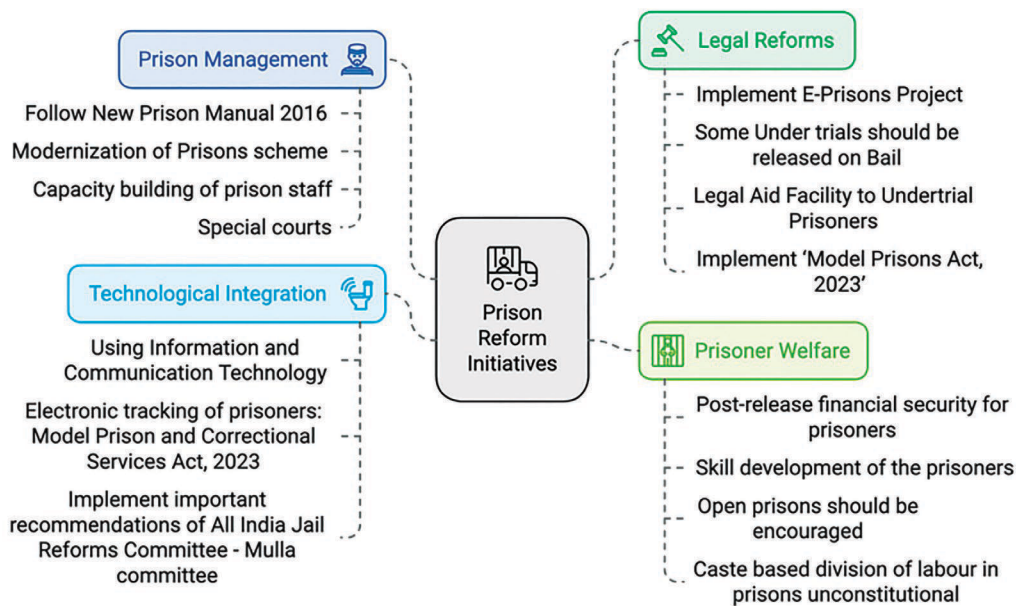 Prison Management
Follow New Prison Manual 2016
Modernization of Prisons scheme
Capacity building of prison staff
Special courts
Technological Integration
Using Information and
Communication Technology
Electronic tracking of prisoners:
Model Prison and Correctional
Services Act, 2023
Implement important
recommendations of All India Jail
Reforms Committee - Mulla
committee
Prison
Reform
Initiatives
Legal Reforms
Implement E-Prisons Project
Some Under trials should be
released on Bail
Legal Aid Facility to Undertrial
Prisoners
Implement ‘Model Prisons Act,
2023’
Prisoner Welfare
Post-release financial security for
prisoners
Skill development of the prisoners
Open prisons should be
encouraged
Caste based division of labour in
prisons unconstitutional